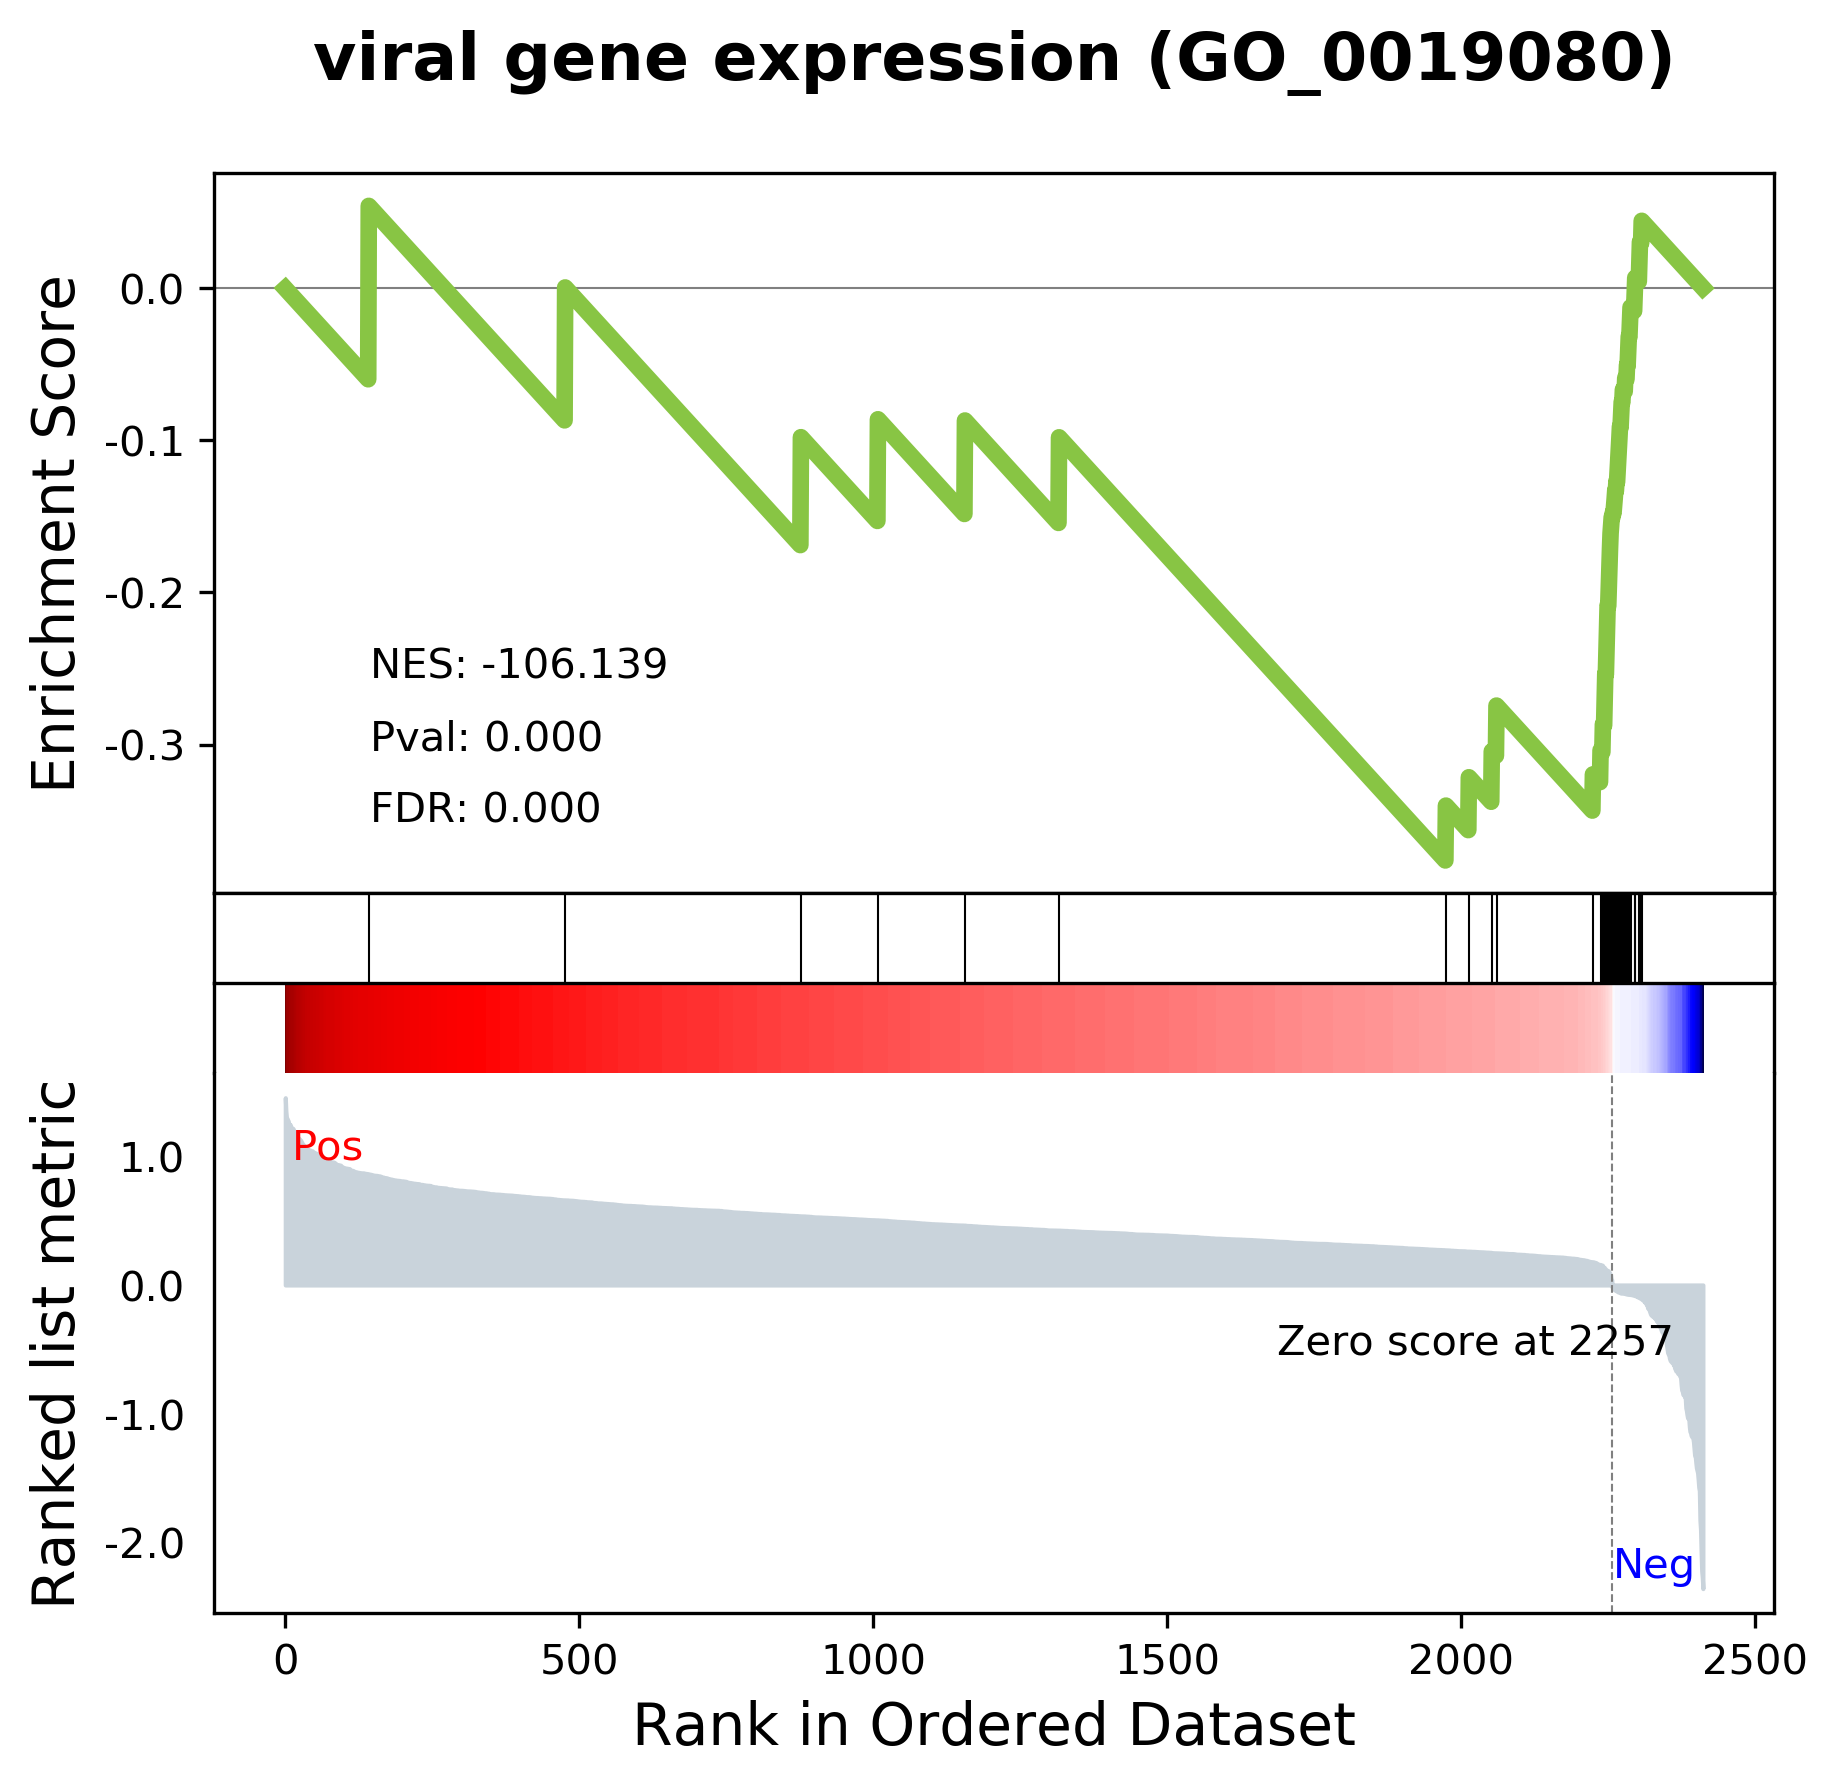 viral gene expression (GO_0019080)
Enrichment Score
0.0
-0.1
-0.2
-0.3
NES: -106.139
Pval: 0.000
FDR: 0.000
Ranked list metric
1.0
0.0
-1.0
-2.0
Pos
Zero score at 2257
Neg
0 500 1000 1500 2000 2500
Rank in Ordered Dataset